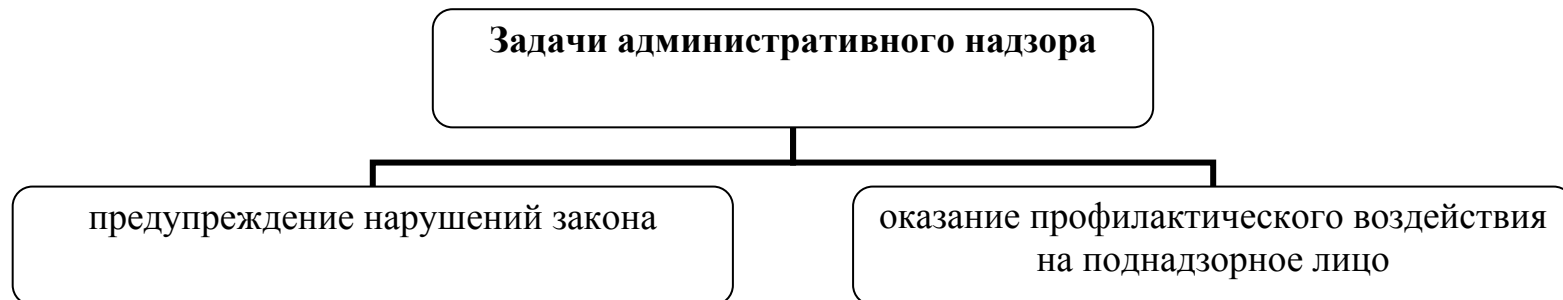 Задачи административного надзора
предупреждение нарушений закона
оказание профилактического воздействия
на поднадзорное лицо